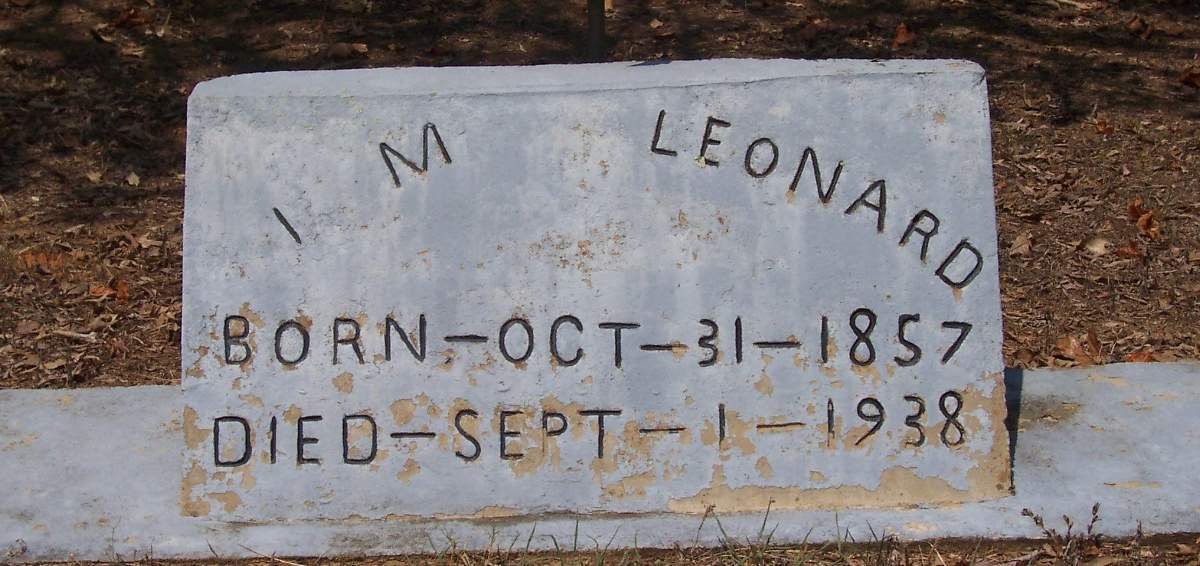 I M LEONARD
BORN-OCT-31-1857
DIED-SEPT-1-1938